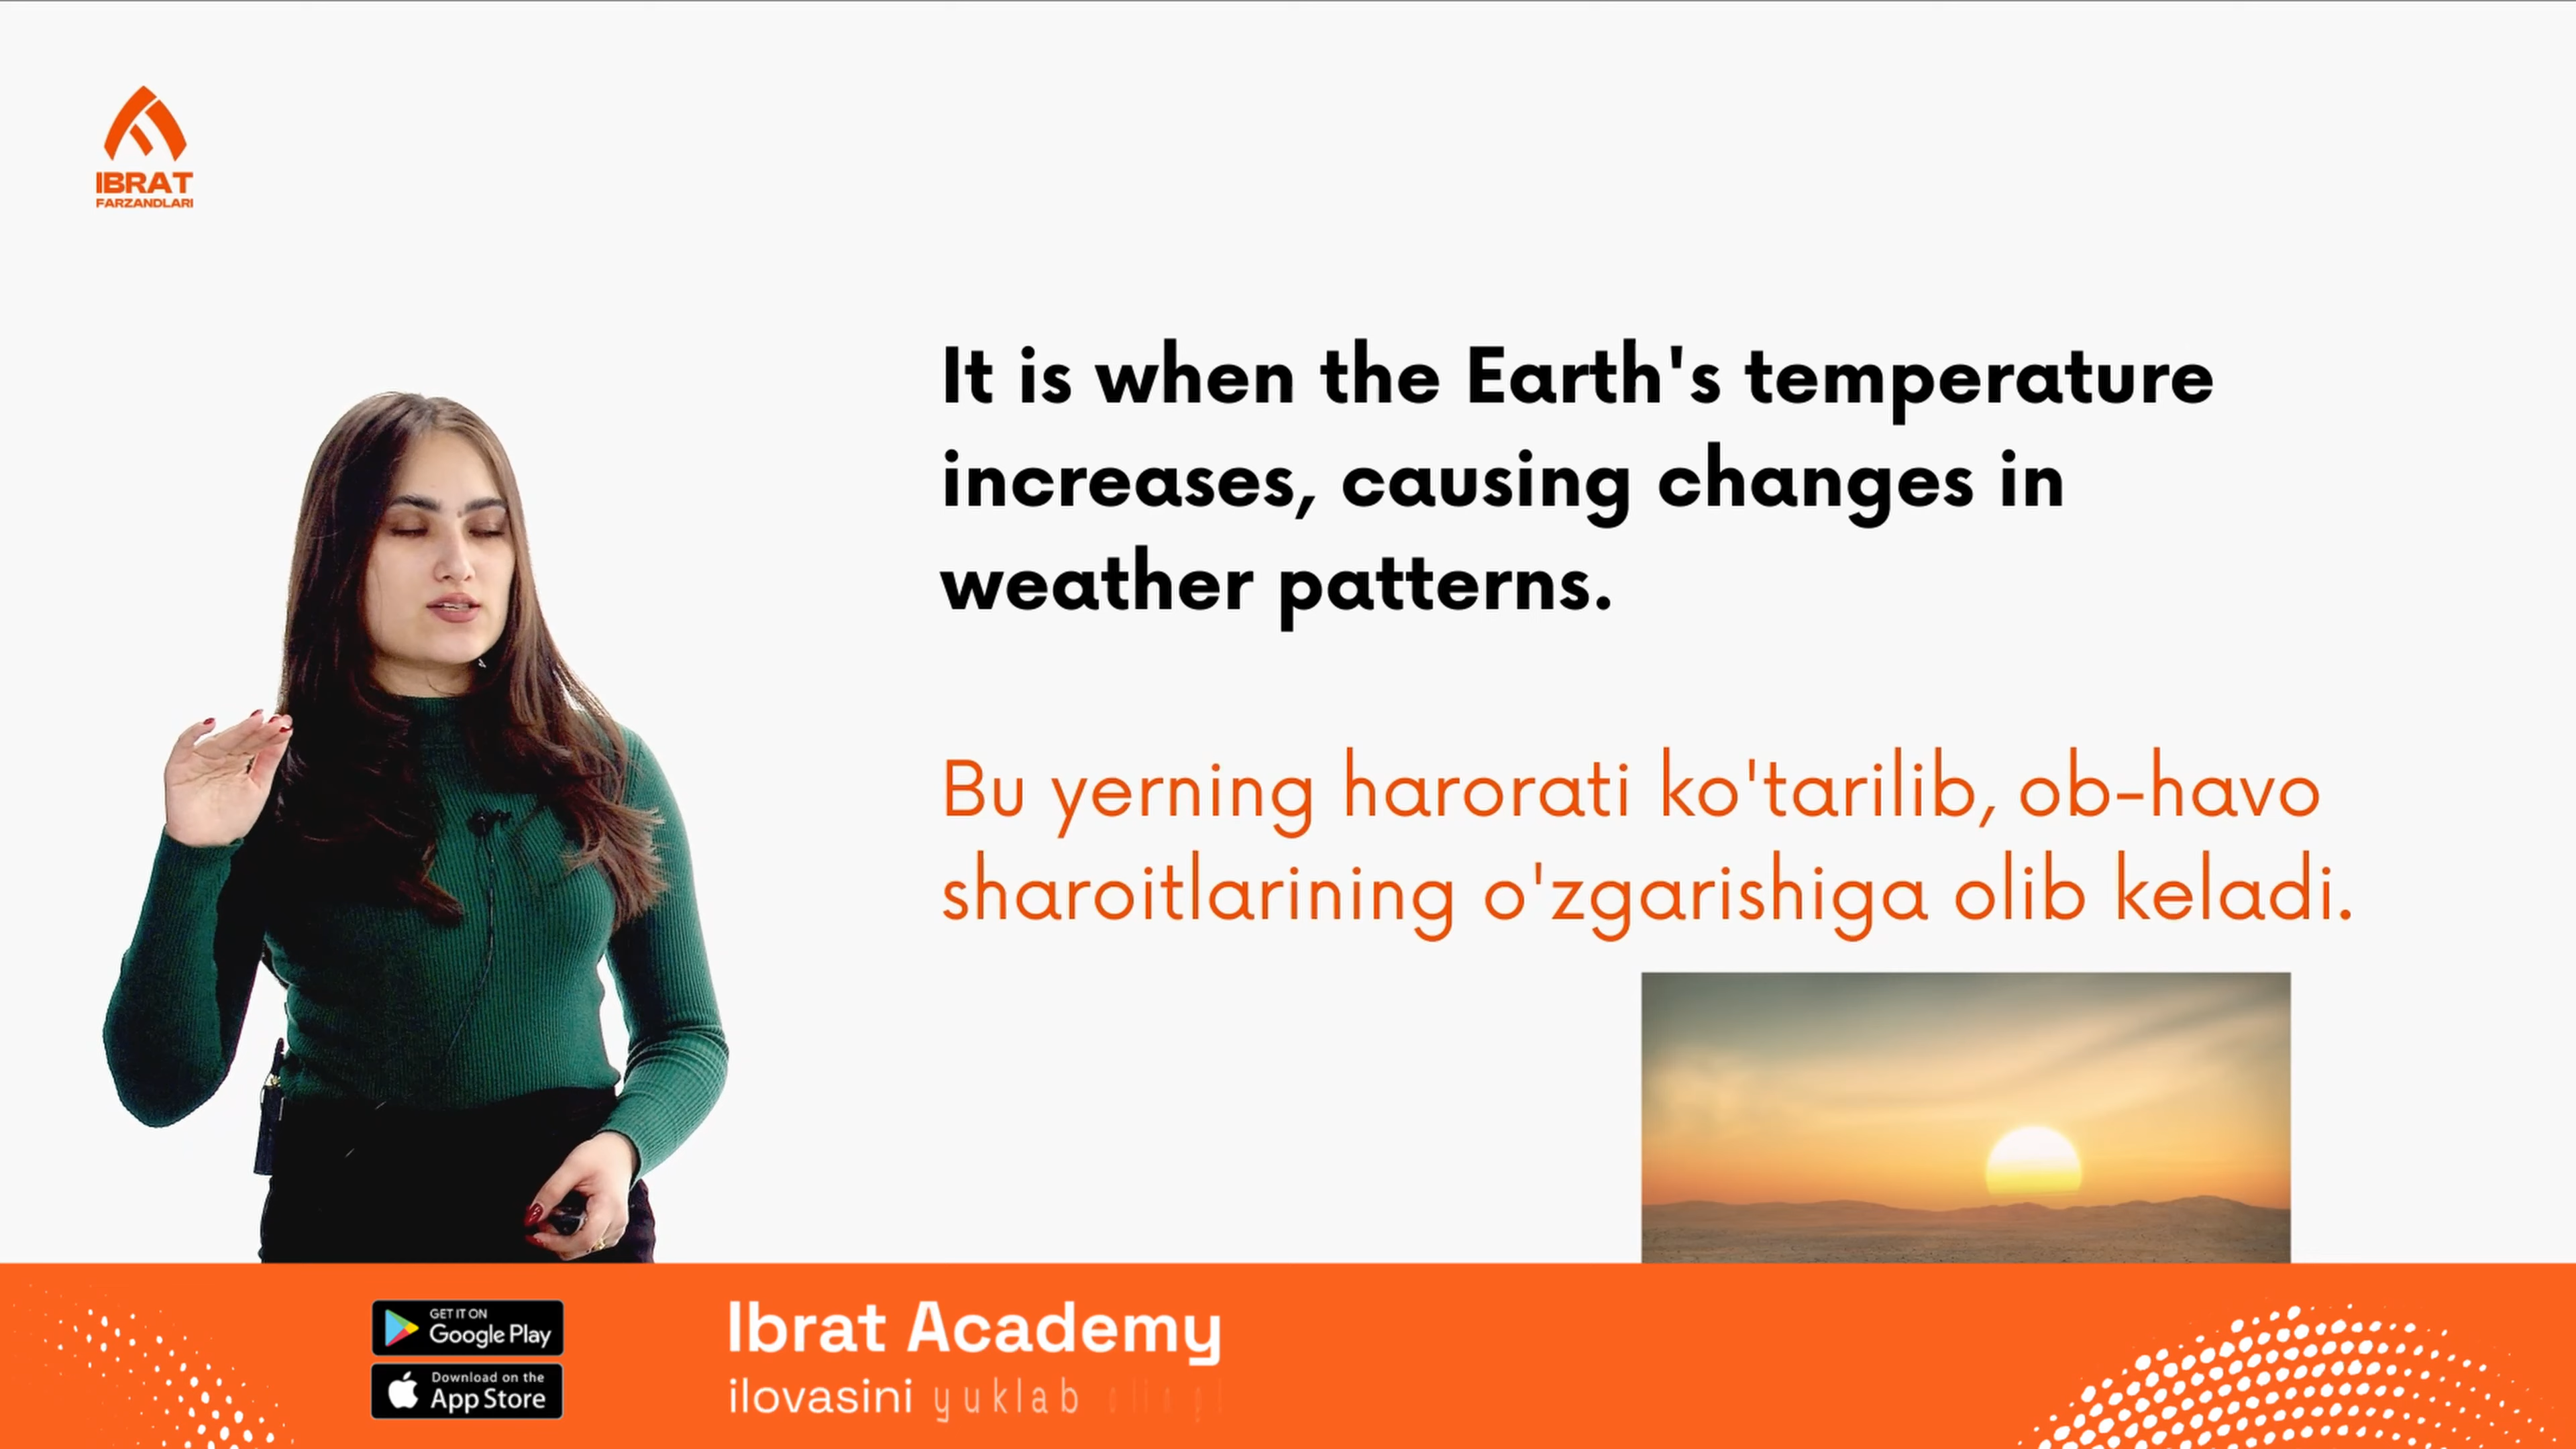 IBRAT
FARZANDLARI
It is when the Earth's temperature
increases, causing changes in
weather patterns.
Bu yerning harorati ko'tarilib, ob-havo
sharoitlarining o'zgarishiga olib keladi.
GET IT ON
Google Play
Download on the
App Store
Ibrat Academy
ilovasini yuklab